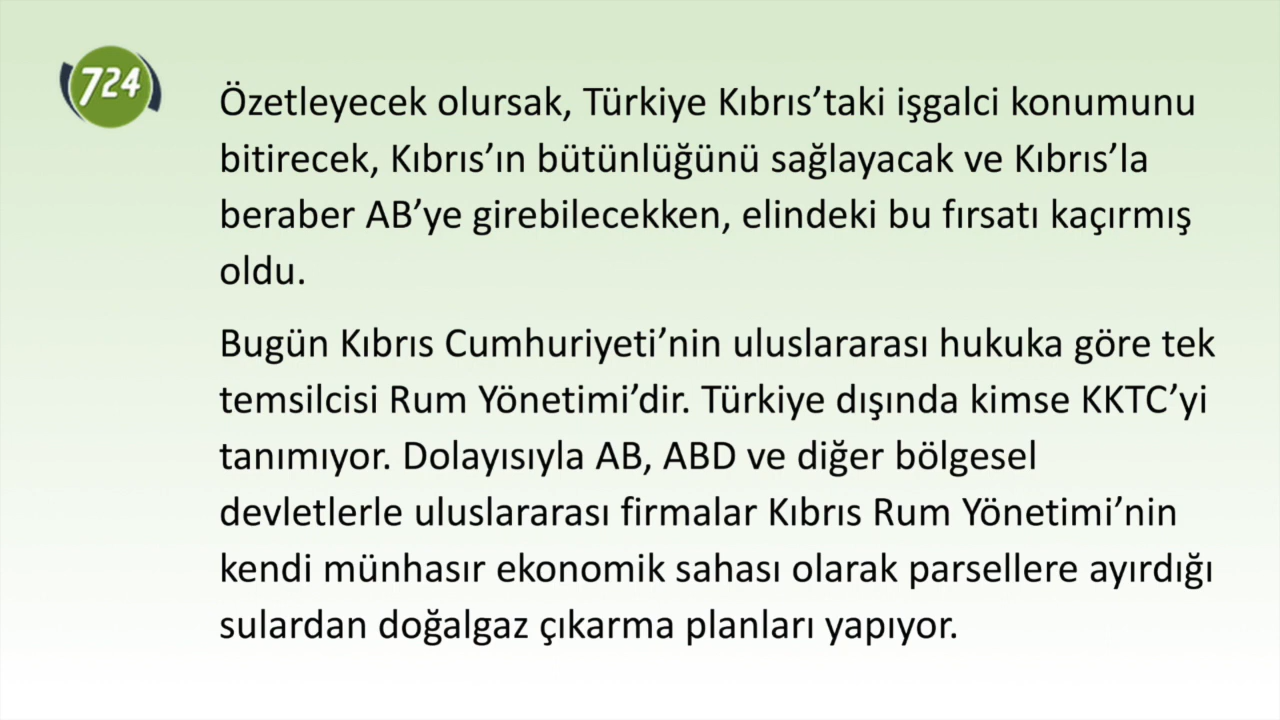 724
Özetleyecek olursak, Türkiye Kıbrıs’taki işgalci konumunu
bitirecek, Kıbrıs’ın bütünlüğünü sağlayacak ve Kıbrıs’la
beraber AB’ye girebilecekken, elindeki bu fırsatı kaçırmış
oldu.
Bugün Kıbrıs Cumhuriyeti’nin uluslararası hukuka göre tek
temsilcisi Rum Yönetimi’dir. Türkiye dışında kimse KKTC’yi
tanımıyor. Dolayısıyla AB, ABD ve diğer bölgesel
devletlerle uluslararası firmalar Kıbrıs Rum Yönetimi’nin
kendi münhasır ekonomik sahası olarak parsellere ayırdığı
sulardan doğalgaz çıkarma planları yapıyor.